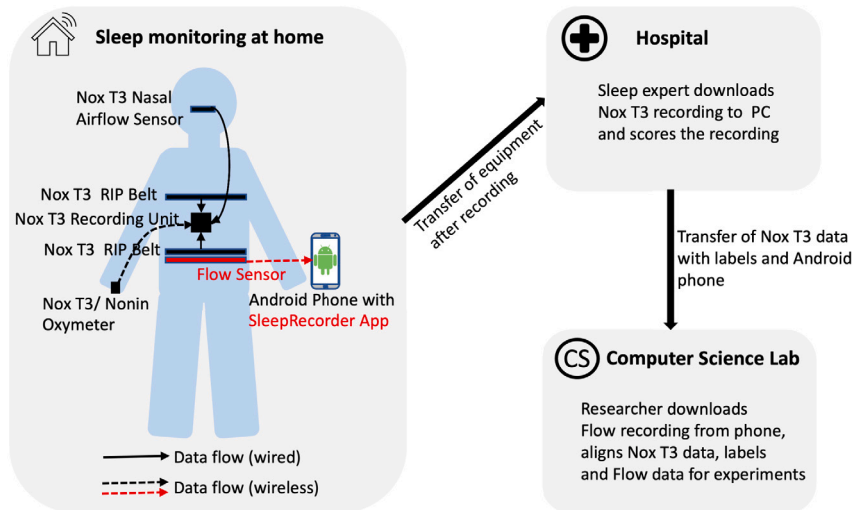 Sleep monitoring at home
Nox T3 Nasal
Airflow Sensor
Nox T3  RIP Belt
Nox T3 Recording Unit
Nox T3 RIP Belt
Flow Sensor
Nox T3/ Nonin
Oxymeter
Android Phone with
SleepRecorder App
Data flow (wired)
Data flow (wireless)
Transfer of equipment
after recording
Hospital
Sleep expert downloads
Nox T3 recording to  PC
and scores the recording
Transfer of Nox T3 data
with labels and Android
phone
CS Computer Science Lab
Researcher downloads
Flow recording from phone,
aligns Nox T3 data, labels
and Flow data for experiments